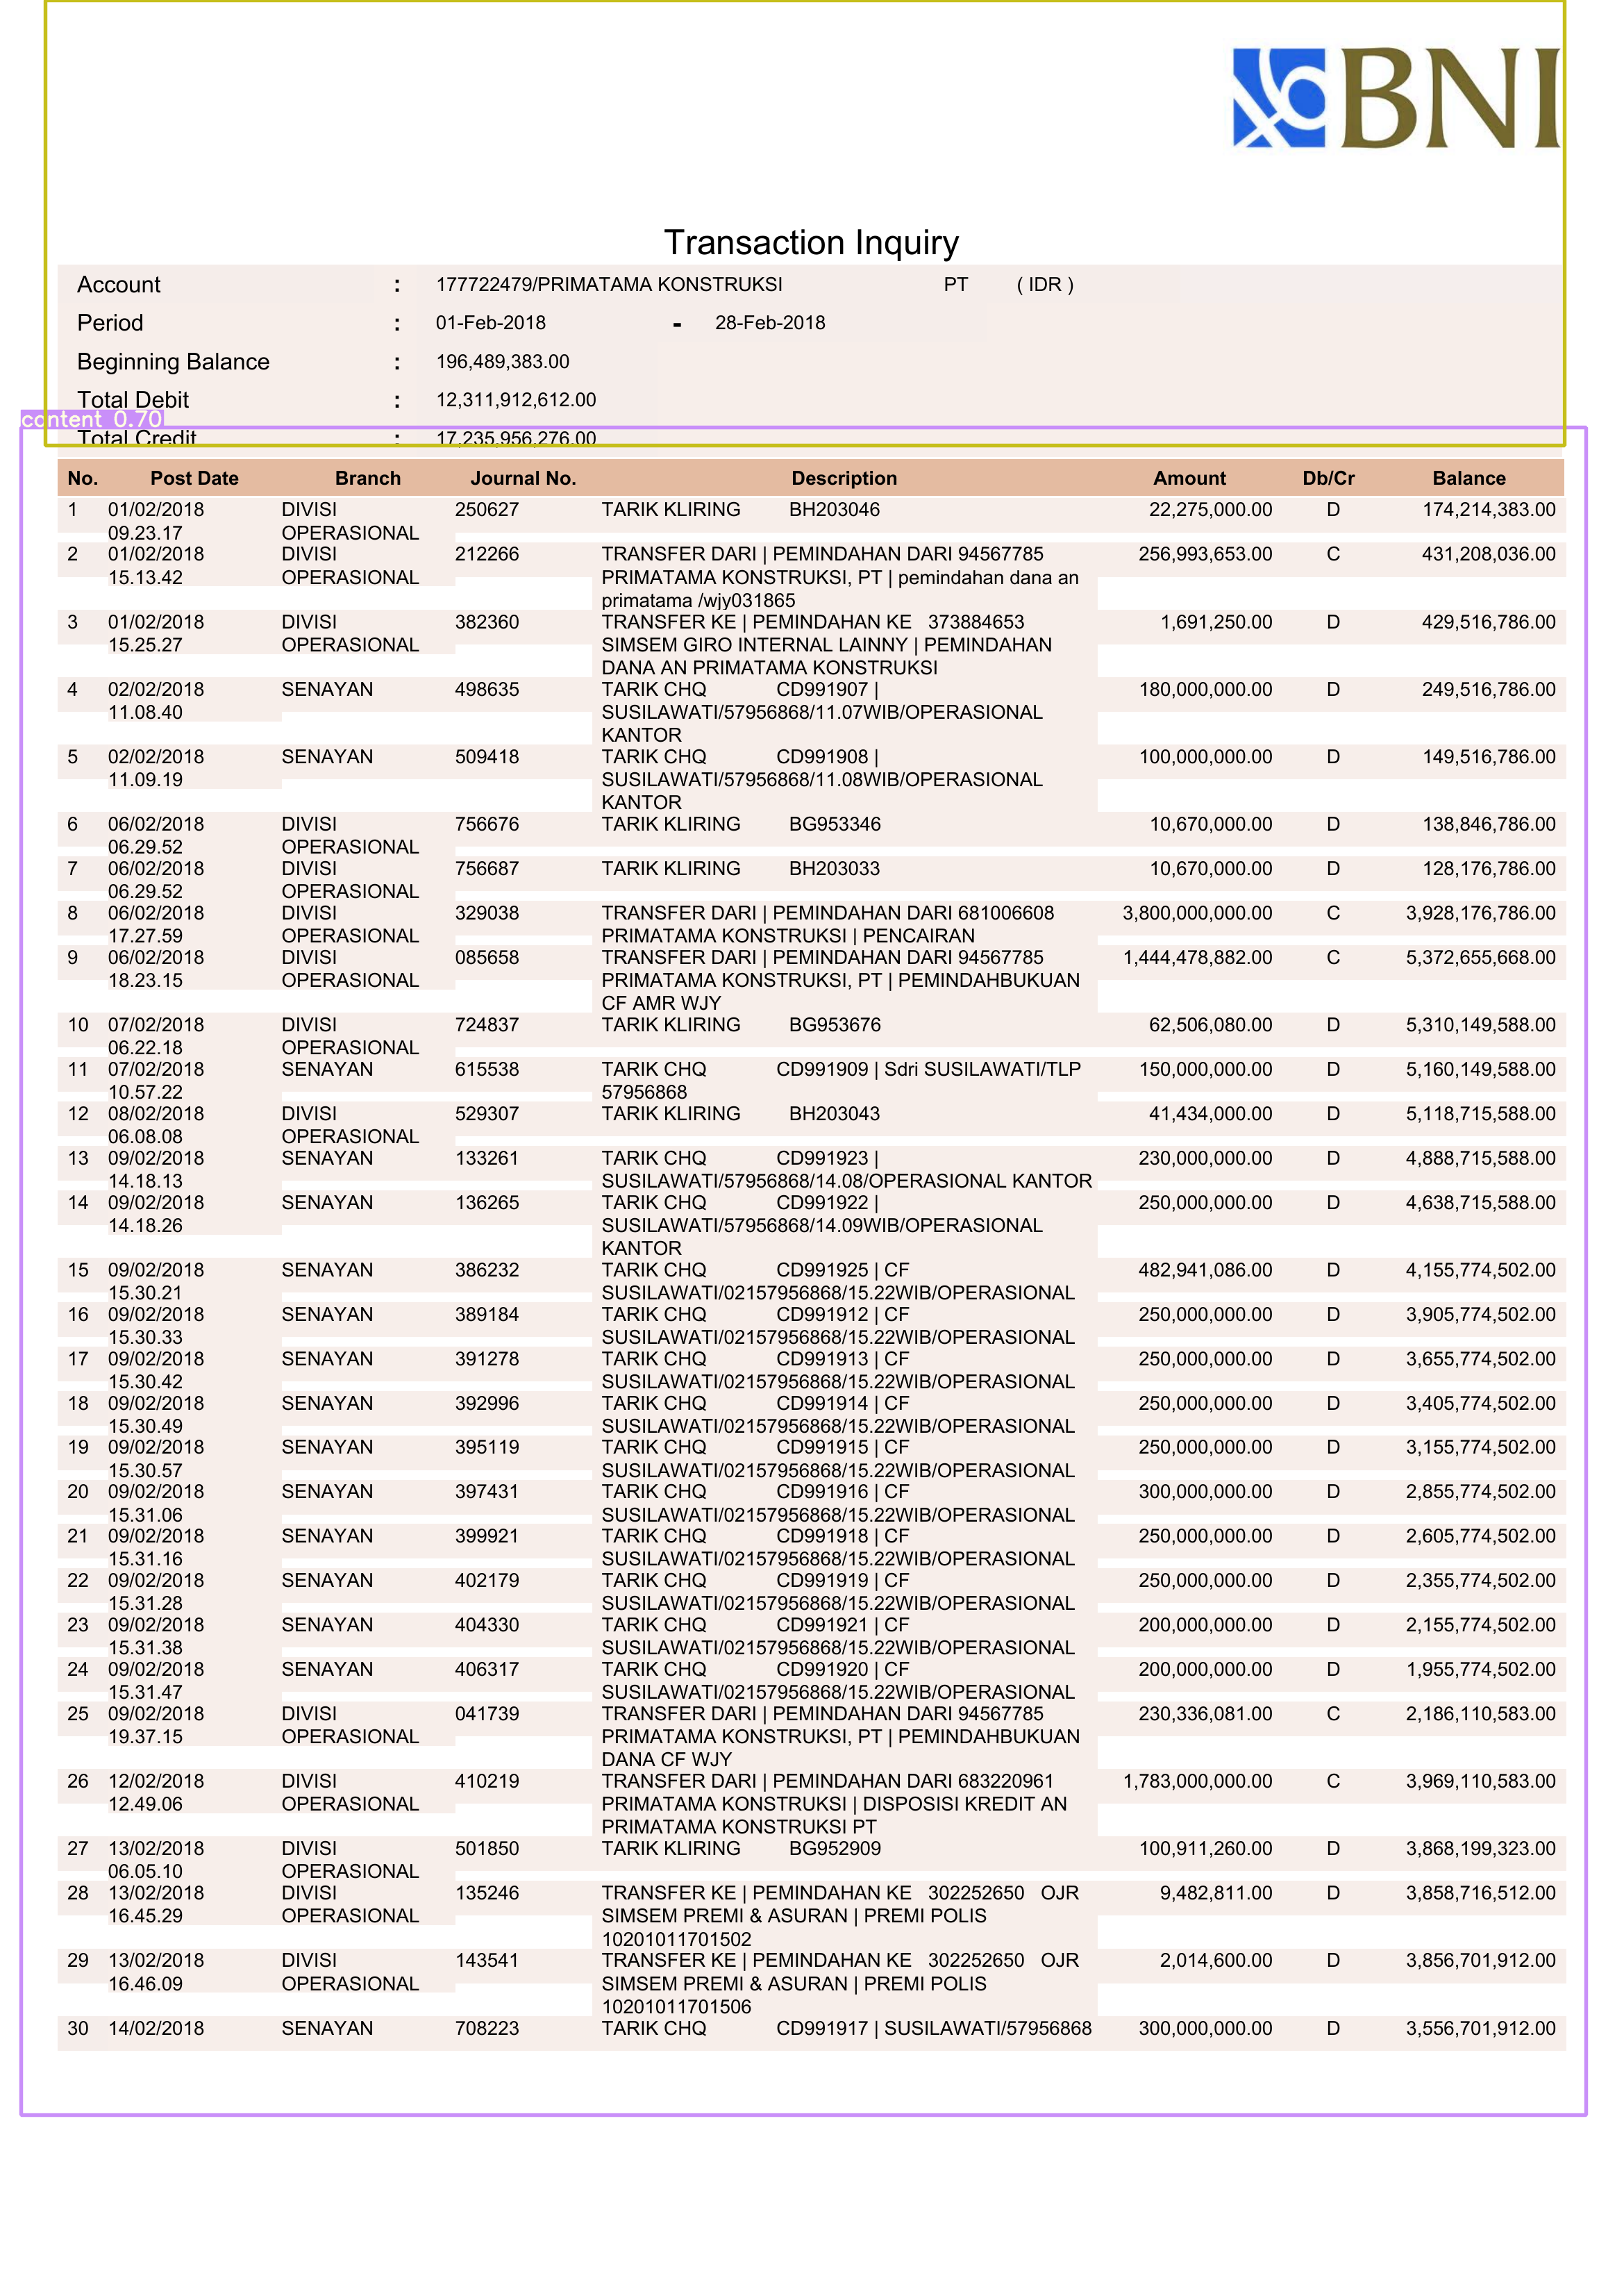 BNI
Transaction Inquiry
Account : 177722479/PRIMATAMA KONSTRUKSI PT ( IDR )
Period : 01-Feb-2018 - 28-Feb-2018
Beginning Balance : 196,489,383.00
Total Debit : 12,311,912,612.00
content 0.70
Total Credit : 17,235,956,276.00
No. Post Date Branch Journal No. Description Amount Db/Cr Balance
1 01/02/2018 DIVISI 250627 TARIK KLIRING BH203046 22,275,000.00 D 174,214,383.00
09.23.17 OPERASIONAL
2 01/02/2018 DIVISI 212266 TRANSFER DARI | PEMINDAHAN DARI 94567785 256,993,653.00 C 431,208,036.00
15.13.42 OPERASIONAL PRIMATAMA KONSTRUKSI, PT | pemindahan dana an
primatama /wjy031865
3 01/02/2018 DIVISI 382360 TRANSFER KE | PEMINDAHAN KE 373884653 1,691,250.00 D 429,516,786.00
15.25.27 OPERASIONAL SIMSEM GIRO INTERNAL LAINNY | PEMINDAHAN
DANA AN PRIMATAMA KONSTRUKSI
4 02/02/2018 SENAYAN 498635 TARIK CHQ CD991907 | 180,000,000.00 D 249,516,786.00
11.08.40 SUSILAWATI/57956868/11.07WIB/OPERASIONAL
KANTOR
5 02/02/2018 SENAYAN 509418 TARIK CHQ CD991908 | 100,000,000.00 D 149,516,786.00
11.09.19 SUSILAWATI/57956868/11.08WIB/OPERASIONAL
KANTOR
6 06/02/2018 DIVISI 756676 TARIK KLIRING BG953346 10,670,000.00 D 138,846,786.00
06.29.52 OPERASIONAL
7 06/02/2018 DIVISI 756687 TARIK KLIRING BH203033 10,670,000.00 D 128,176,786.00
06.29.52 OPERASIONAL
8 06/02/2018 DIVISI 329038 TRANSFER DARI | PEMINDAHAN DARI 681006608 3,800,000,000.00 C 3,928,176,786.00
17.27.59 OPERASIONAL PRIMATAMA KONSTRUKSI | PENCAIRAN
9 06/02/2018 DIVISI 085658 TRANSFER DARI | PEMINDAHAN DARI 94567785 1,444,478,882.00 C 5,372,655,668.00
18.23.15 OPERASIONAL PRIMATAMA KONSTRUKSI, PT | PEMINDAHBUKUAN
CF AMR WJY
10 07/02/2018 DIVISI 724837 TARIK KLIRING BG953676 62,506,080.00 D 5,310,149,588.00
06.22.18 OPERASIONAL
11 07/02/2018 SENAYAN 615538 TARIK CHQ CD991909 | Sdri SUSILAWATI/TLP 150,000,000.00 D 5,160,149,588.00
10.57.22 57956868
12 08/02/2018 DIVISI 529307 TARIK KLIRING BH203043 41,434,000.00 D 5,118,715,588.00
06.08.08 OPERASIONAL
13 09/02/2018 SENAYAN 133261 TARIK CHQ CD991923 | 230,000,000.00 D 4,888,715,588.00
14.18.13 SUSILAWATI/57956868/14.08/OPERASIONAL KANTOR
14 09/02/2018 SENAYAN 136265 TARIK CHQ CD991922 | 250,000,000.00 D 4,638,715,588.00
14.18.26 SUSILAWATI/57956868/14.09WIB/OPERASIONAL
KANTOR
15 09/02/2018 SENAYAN 386232 TARIK CHQ CD991925 | CF 482,941,086.00 D 4,155,774,502.00
15.30.21 SUSILAWATI/02157956868/15.22WIB/OPERASIONAL
16 09/02/2018 SENAYAN 389184 TARIK CHQ CD991912 | CF 250,000,000.00 D 3,905,774,502.00
15.30.33 SUSILAWATI/02157956868/15.22WIB/OPERASIONAL
17 09/02/2018 SENAYAN 391278 TARIK CHQ CD991913 | CF 250,000,000.00 D 3,655,774,502.00
15.30.42 SUSILAWATI/02157956868/15.22WIB/OPERASIONAL
18 09/02/2018 SENAYAN 392996 TARIK CHQ CD991914 | CF 250,000,000.00 D 3,405,774,502.00
15.30.49 SUSILAWATI/02157956868/15.22WIB/OPERASIONAL
19 09/02/2018 SENAYAN 395119 TARIK CHQ CD991915 | CF 250,000,000.00 D 3,155,774,502.00
15.30.57 SUSILAWATI/02157956868/15.22WIB/OPERASIONAL
20 09/02/2018 SENAYAN 397431 TARIK CHQ CD991916 | CF 300,000,000.00 D 2,855,774,502.00
15.31.06 SUSILAWATI/02157956868/15.22WIB/OPERASIONAL
21 09/02/2018 SENAYAN 399921 TARIK CHQ CD991918 | CF 250,000,000.00 D 2,605,774,502.00
15.31.16 SUSILAWATI/02157956868/15.22WIB/OPERASIONAL
22 09/02/2018 SENAYAN 402179 TARIK CHQ CD991919 | CF 250,000,000.00 D 2,355,774,502.00
15.31.28 SUSILAWATI/02157956868/15.22WIB/OPERASIONAL
23 09/02/2018 SENAYAN 404330 TARIK CHQ CD991921 | CF 200,000,000.00 D 2,155,774,502.00
15.31.38 SUSILAWATI/02157956868/15.22WIB/OPERASIONAL
24 09/02/2018 SENAYAN 406317 TARIK CHQ CD991920 | CF 200,000,000.00 D 1,955,774,502.00
15.31.47 SUSILAWATI/02157956868/15.22WIB/OPERASIONAL
25 09/02/2018 DIVISI 041739 TRANSFER DARI | PEMINDAHAN DARI 94567785 230,336,081.00 C 2,186,110,583.00
19.37.15 OPERASIONAL PRIMATAMA KONSTRUKSI, PT | PEMINDAHBUKUAN
DANA CF WJY
26 12/02/2018 DIVISI 410219 TRANSFER DARI | PEMINDAHAN DARI 683220961 1,783,000,000.00 C 3,969,110,583.00
12.49.06 OPERASIONAL PRIMATAMA KONSTRUKSI | DISPOSISI KREDIT AN
PRIMATAMA KONSTRUKSI PT
27 13/02/2018 DIVISI 501850 TARIK KLIRING BG952909 100,911,260.00 D 3,868,199,323.00
06.05.10 OPERASIONAL
28 13/02/2018 DIVISI 135246 TRANSFER KE | PEMINDAHAN KE 302252650 OJR 9,482,811.00 D 3,858,716,512.00
16.45.29 OPERASIONAL SIMSEM PREMI & ASURAN | PREMI POLIS
10201011701502
29 13/02/2018 DIVISI 143541 TRANSFER KE | PEMINDAHAN KE 302252650 OJR 2,014,600.00 D 3,856,701,912.00
16.46.09 OPERASIONAL SIMSEM PREMI & ASURAN | PREMI POLIS
10201011701506
30 14/02/2018 SENAYAN 708223 TARIK CHQ CD991917 | SUSILAWATI/57956868 300,000,000.00 D 3,556,701,912.00